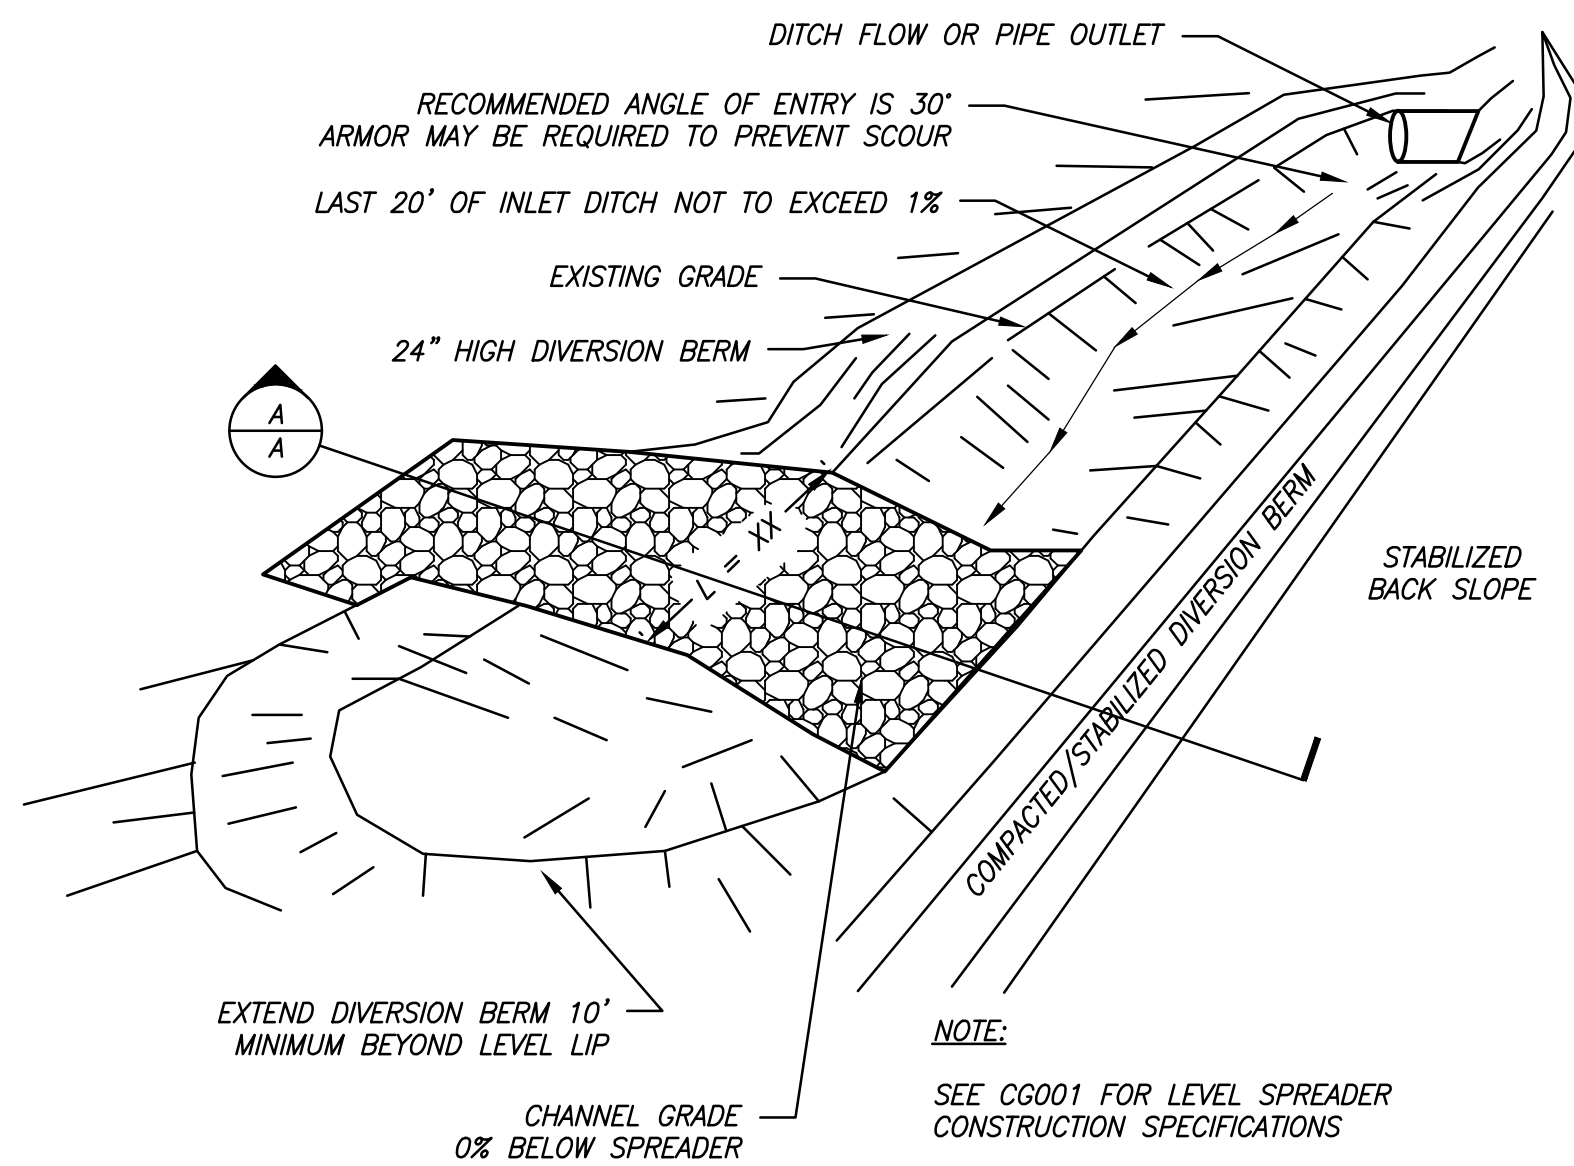 DITCH FLOW OR PIPE OUTLET
RECOMMENDED ANGLE OF ENTRY IS 30°
ARMOR MAY BE REQUIRED TO PREVENT SCOUR
LAST 20' OF INLET DITCH NOT TO EXCEED 1%
EXISTING GRADE
24" HIGH DIVERSION BERM
A
A
L = XX
COMPACTED/STABILIZED DIVERSION BERM
STABILIZED
BACK SLOPE
EXTEND DIVERSION BERM 10'
MINIMUM BEYOND LEVEL LIP
CHANNEL GRADE
0% BELOW SPREADER
NOTE:
SEE CG001 FOR LEVEL SPREADER
CONSTRUCTION SPECIFICATIONS